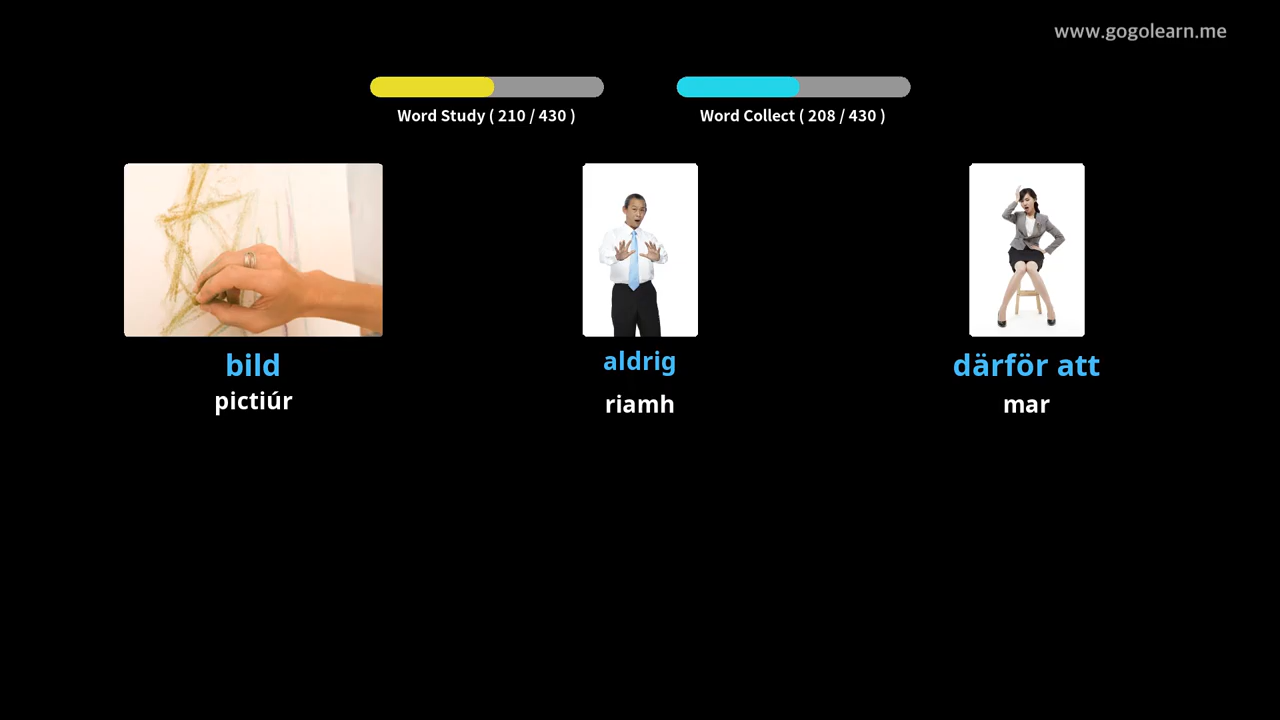 www.gogolearn.me
Word Study ( 210 / 430 )
Word Collect ( 208 / 430 )
bild
pictiúr
aldrig
riamh
därför att
mar